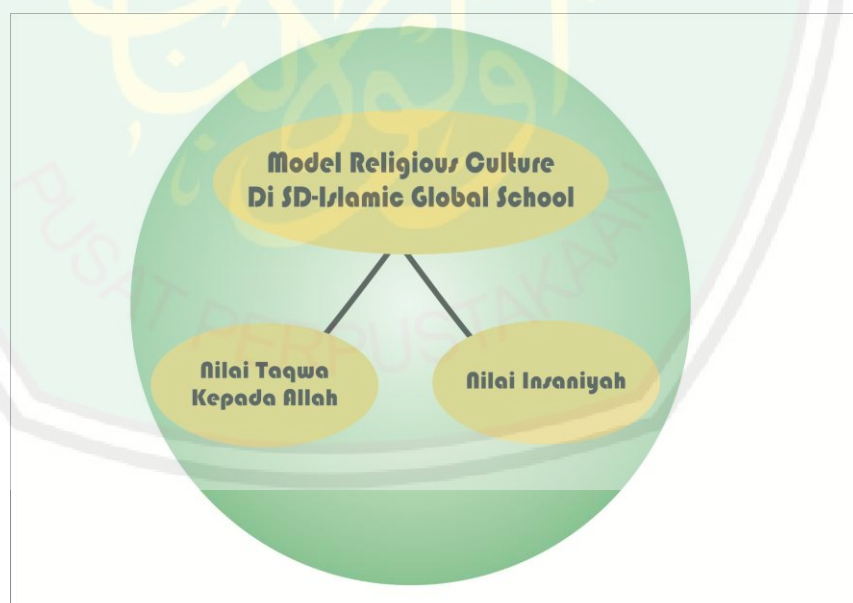 Model Religious Culture
Di SD-Islamic Global School
Nilai Taqwa
Kepada Allah
Nilai Insaniyah
PUSAT PERPUSTAKAAN